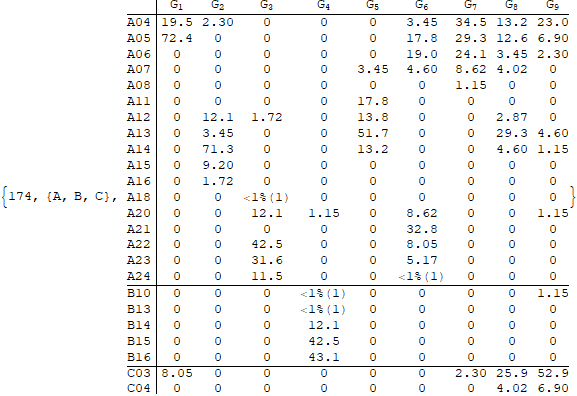 G₁ G₂ G₃ G₄ G₅ G₆ G₇ G₈ G₉
A04 19.5 2.30 0 0 0 3.45 34.5 13.2 23.0
A05 72.4 0 0 0 0 17.8 29.3 12.6 6.90
A06 0 0 0 0 0 19.0 24.1 3.45 2.30
A07 0 0 0 0 3.45 4.60 8.62 4.02 0
A08 0 0 0 0 0 0 1.15 0 0
A11 0 0 0 0 17.8 0 0 0 0
A12 0 12.1 1.72 0 13.8 0 0 2.87 0
A13 0 3.45 0 0 51.7 0 0 29.3 4.60
A14 0 71.3 0 0 13.2 0 0 4.60 1.15
A15 0 9.20 0 0 0 0 0 0 0
A16 0 1.72 0 0 0 0 0 0 0
{174, {A, B, C}, A18 0 0 <1%(1) 0 0 0 0 0 0 }
A20 0 0 12.1 1.15 0 8.62 0 0 1.15
A21 0 0 0 0 0 32.8 0 0 0
A22 0 0 42.5 0 0 8.05 0 0 0
A23 0 0 31.6 0 0 5.17 0 0 0
A24 0 0 11.5 0 0 <1%(1) 0 0 0
B10 0 0 0 <1%(1) 0 0 0 0 1.15
B13 0 0 0 <1%(1) 0 0 0 0 0
B14 0 0 0 12.1 0 0 0 0 0
B15 0 0 0 42.5 0 0 0 0 0
B16 0 0 0 43.1 0 0 0 0 0
C03 8.05 0 0 0 0 0 2.30 25.9 52.9
C04 0 0 0 0 0 0 0 4.02 6.90